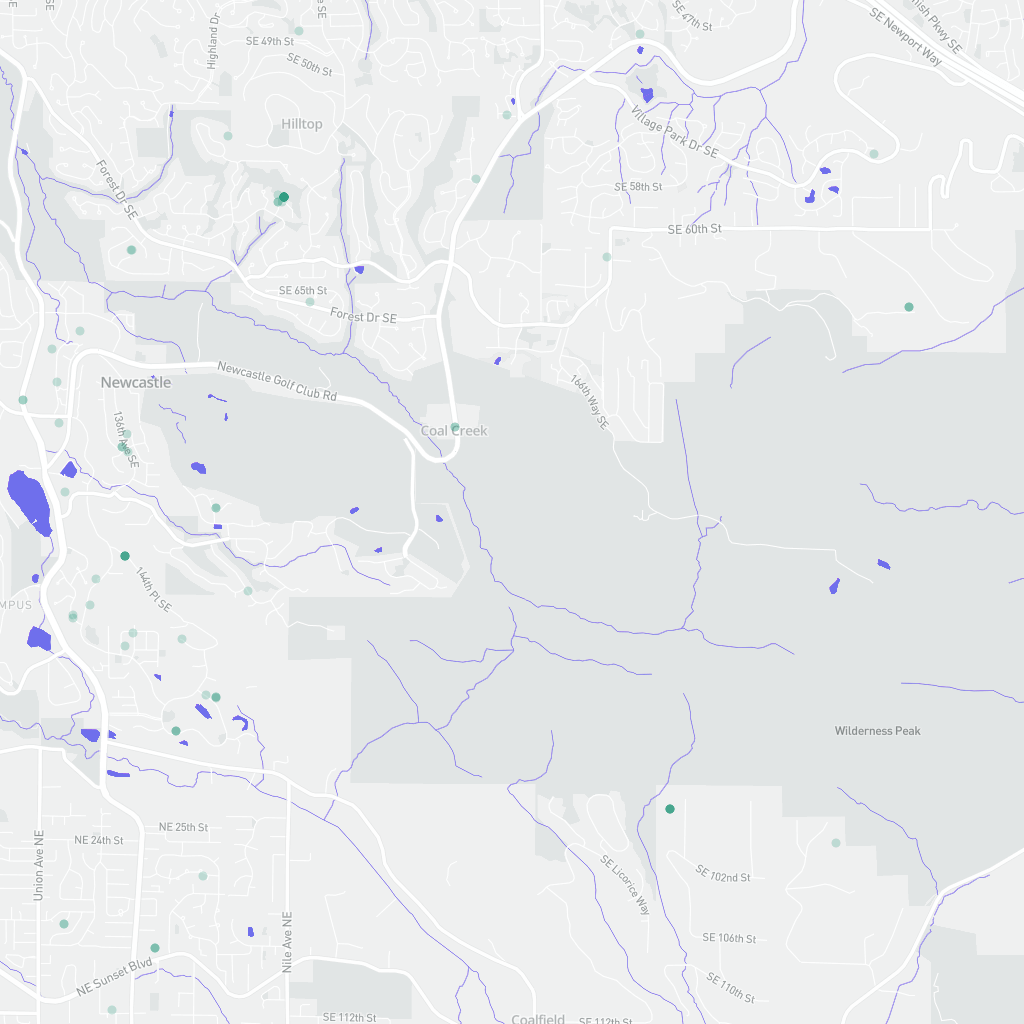 SE 47th St
SE Newport Way
SE 49th St
Highland Dr
SE 50th St
Hilltop
Village Park Dr SE
Forest Dr SE
SE 58th St
SE 60th St
SE 65th St
Forest Dr SE
Newcastle
Newcastle Golf Club Rd
166th Way SE
136th Ave SE
Coal Creek
144th Pl SE
MPUS
Wilderness Peak
NE 25th St
NE 24th St
Union Ave NE
SE Licorice Way
SE 102nd St
Nile Ave NE
SE 106th St
NE Sunset Blvd
SE 110th St
SE 112th St
Coalfield
SE 112th St